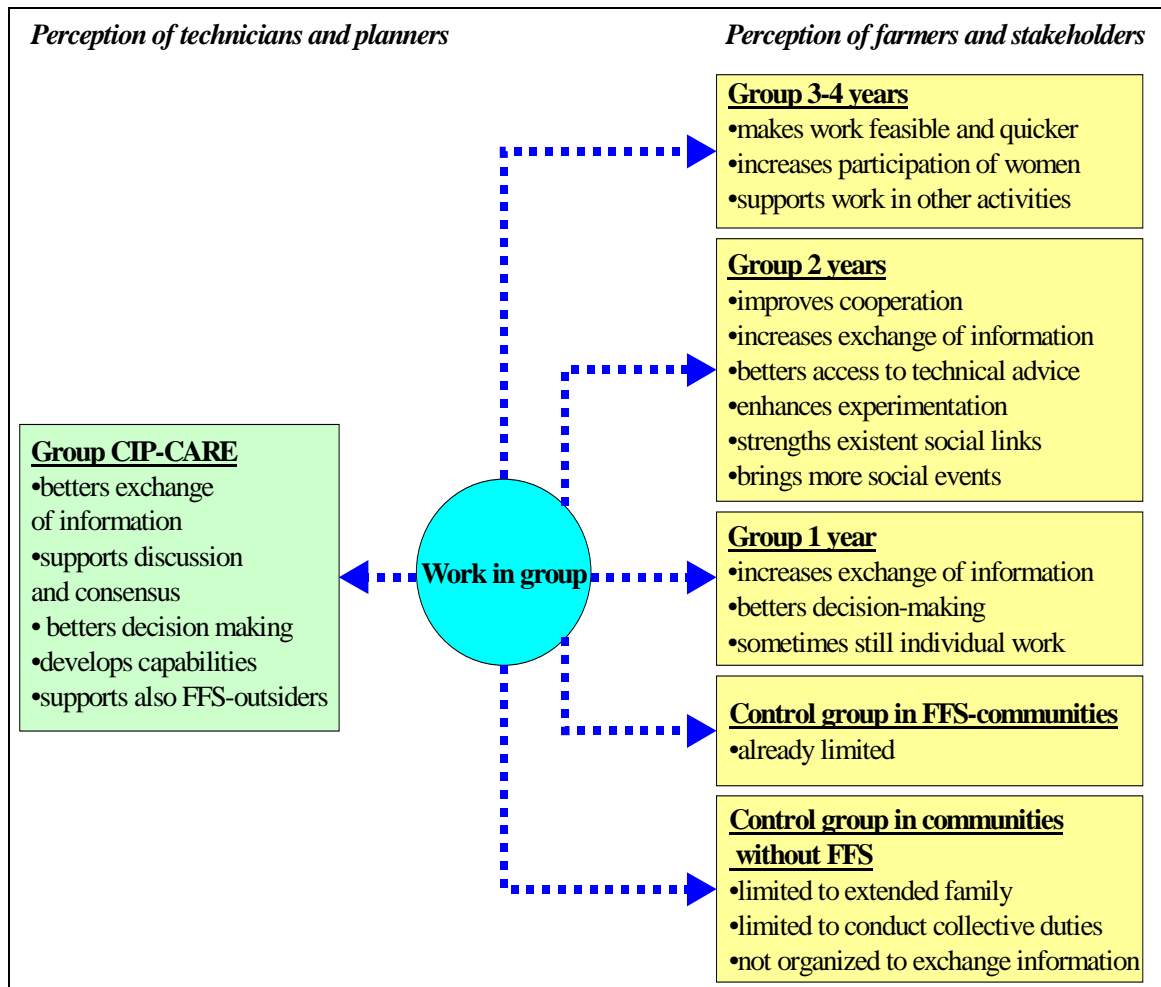 Perception of technicians and planners
Perception of farmers and stakeholders
Group CIP-CARE
•betters exchange
of information
•supports discussion
and consensus
• betters decision making
•develops capabilities
•supports also FFS-outsiders
Work in group
Group 3-4 years
•makes work feasible and quicker
•increases participation of women
•supports work in other activities
Group 2 years
•improves cooperation
•increases exchange of information
•betters access to technical advice
•enhances experimentation
•strengths existent social links
•brings more social events
Group 1 year
•increases exchange of information
•betters decision-making
•sometimes still individual work
Control group in FFS-communities
•already limited
Control group in communities
without FFS
•limited to extended family
•limited to conduct collective duties
•not organized to exchange information